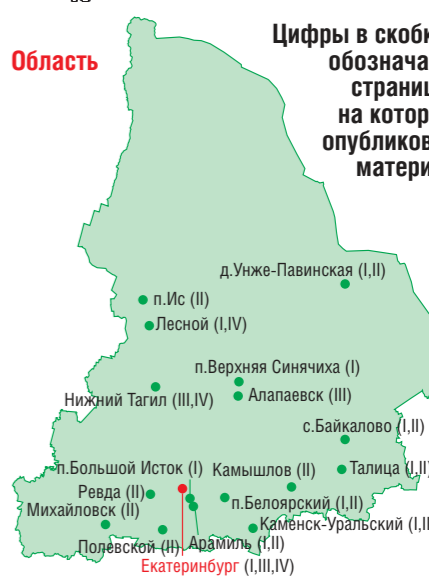 Область
Цифры в скобк
обозвача
страниц
на котор
опубликов
матери
д.Унже-Павинская (I,II)
п.Ис (II)
Лесной (I,IV)
п.Верхняя Синячиха (I)
Нижний Тагил (III,IV)
Алапаевск (III)
с.Байкалово (I,II)
п.Большой Исток (I)
Камышлов (II)
Талица (I,II)
Ревда (II)
п.Белоярский (I,II)
Михайловск (II)
Каменск-Уральский (I,II
Полевской (II)
Арамиль (I,II)
Екатеринбург (I,III,IV)